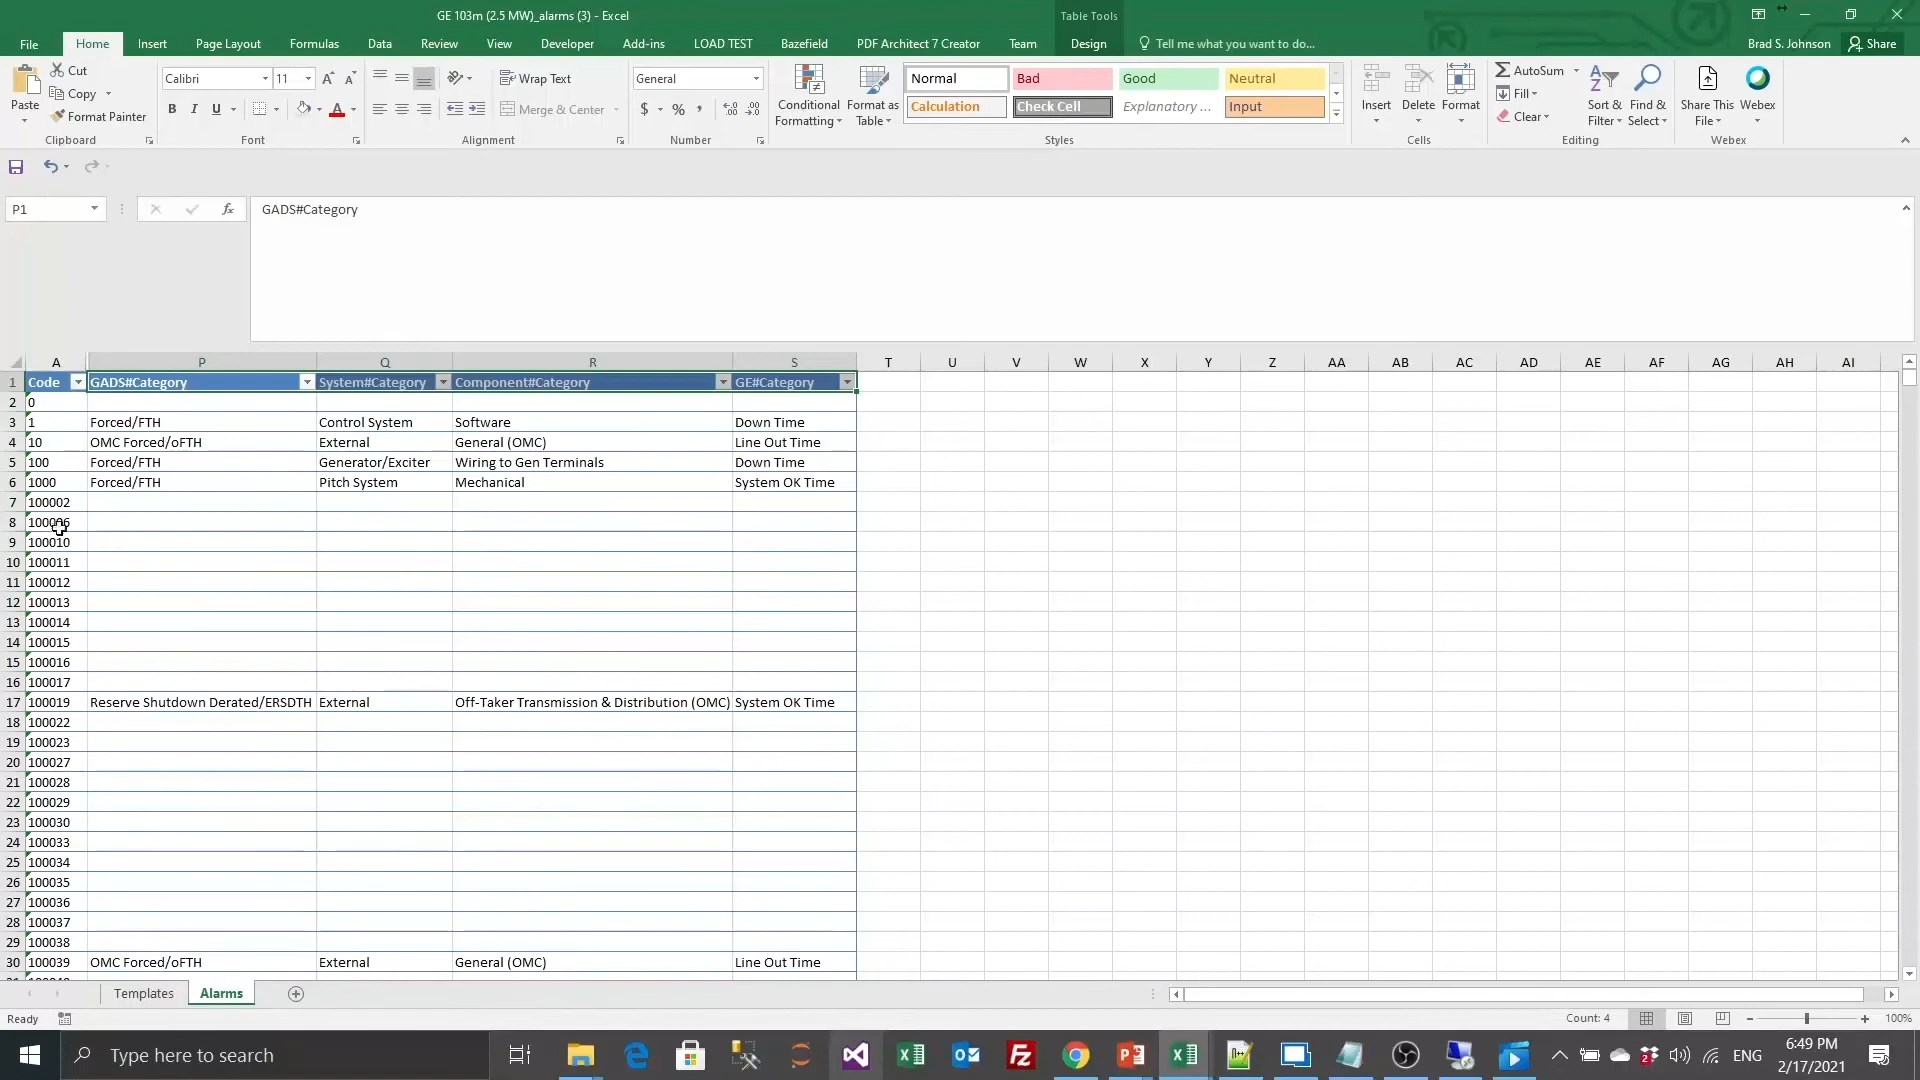 GE 103m (2.5 MW)_alarms (3) - Excel
Table Tools
File Home Insert Page Layout Formulas Data Review View Developer Add-ins LOAD TEST Bazefield PDF Architect 7 Creator Team Design Tell me what you want to do... Brad S. Johnson Share
Paste Cut Copy Format Painter Clipboard
Calibri 11 A A B I U A Font
Wrap Text Merge & Center Alignment
General $ % , Number
Conditional Formatting Format as Table
Normal Bad Good Neutral
Calculation Check Cell Explanatory ... Input
Styles
Insert Delete Format Cells
AutoSum Fill Clear Sort & Filter Find & Select Editing
Share This File Webex Webex
P1 fx GADS#Category
A P Q R S T U V W X Y Z AA AB AC AD AE AF AG AH AI
1 Code GADS#Category System#Category Component#Category GE#Category
2 0
3 1 Forced/FTH Control System Software Down Time
4 10 OMC Forced/oFTH External General (OMC) Line Out Time
5 100 Forced/FTH Generator/Exciter Wiring to Gen Terminals Down Time
6 1000 Forced/FTH Pitch System Mechanical System OK Time
7 100002
8
9 100010
10 100011
11 100012
12 100013
13 100014
14 100015
15 100016
16 100017
17 100019 Reserve Shutdown Derated/ERSDTH External Off-Taker Transmission & Distribution (OMC) System OK Time
18 100022
19 100023
20 100027
21 100028
22 100029
23 100030
24 100033
25 100034
26 100035
27 100036
28 100037
29 100038
30 100039 OMC Forced/oFTH External General (OMC) Line Out Time
Templates Alarms
Ready Count: 4 100%
Type here to search ENG 6:49 PM
2/17/2021